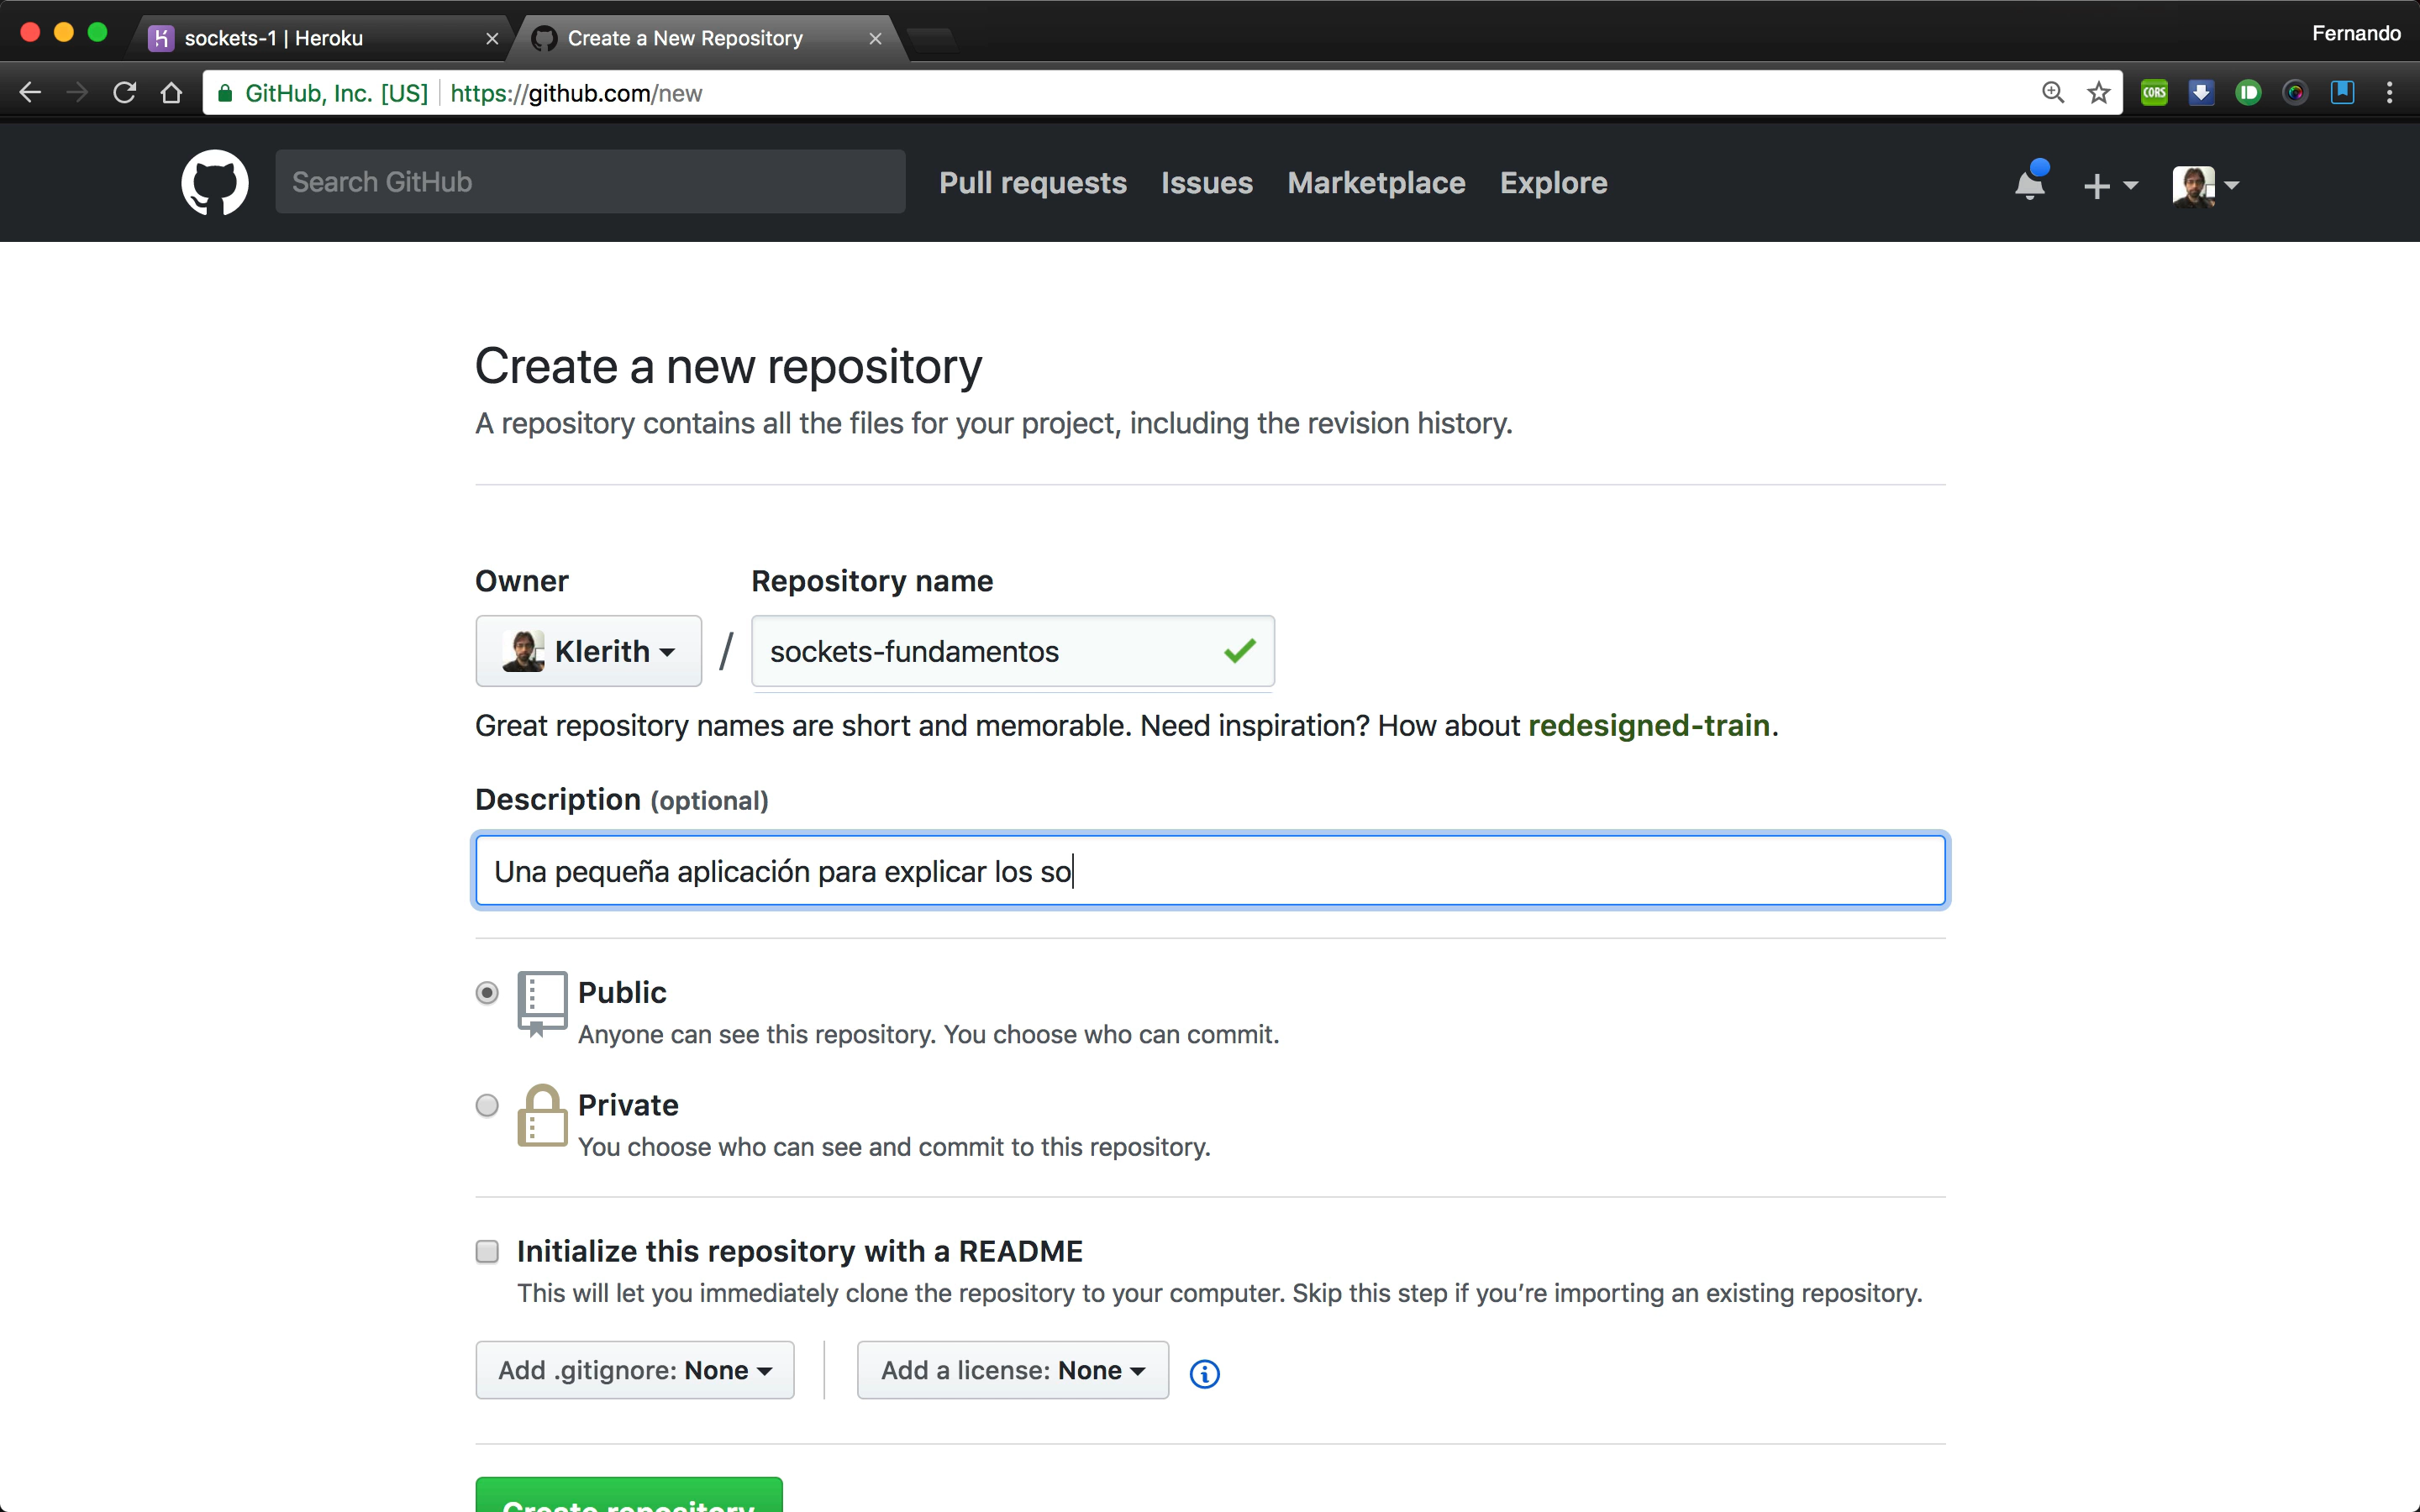 sockets-1 | Heroku
Create a New Repository
Fernando
GitHub, Inc. [US] https://github.com/new
CORS
Search GitHub
Pull requests Issues Marketplace Explore
Create a new repository
A repository contains all the files for your project, including the revision history.
Owner Repository name
Klerith / sockets-fundamentos
Great repository names are short and memorable. Need inspiration? How about redesigned-train.
Description (optional)
Una pequeña aplicación para explicar los so
Public
Anyone can see this repository. You choose who can commit.
Private
You choose who can see and commit to this repository.
Initialize this repository with a README
This will let you immediately clone the repository to your computer. Skip this step if you’re importing an existing repository.
Add .gitignore: None Add a license: None
Create repository